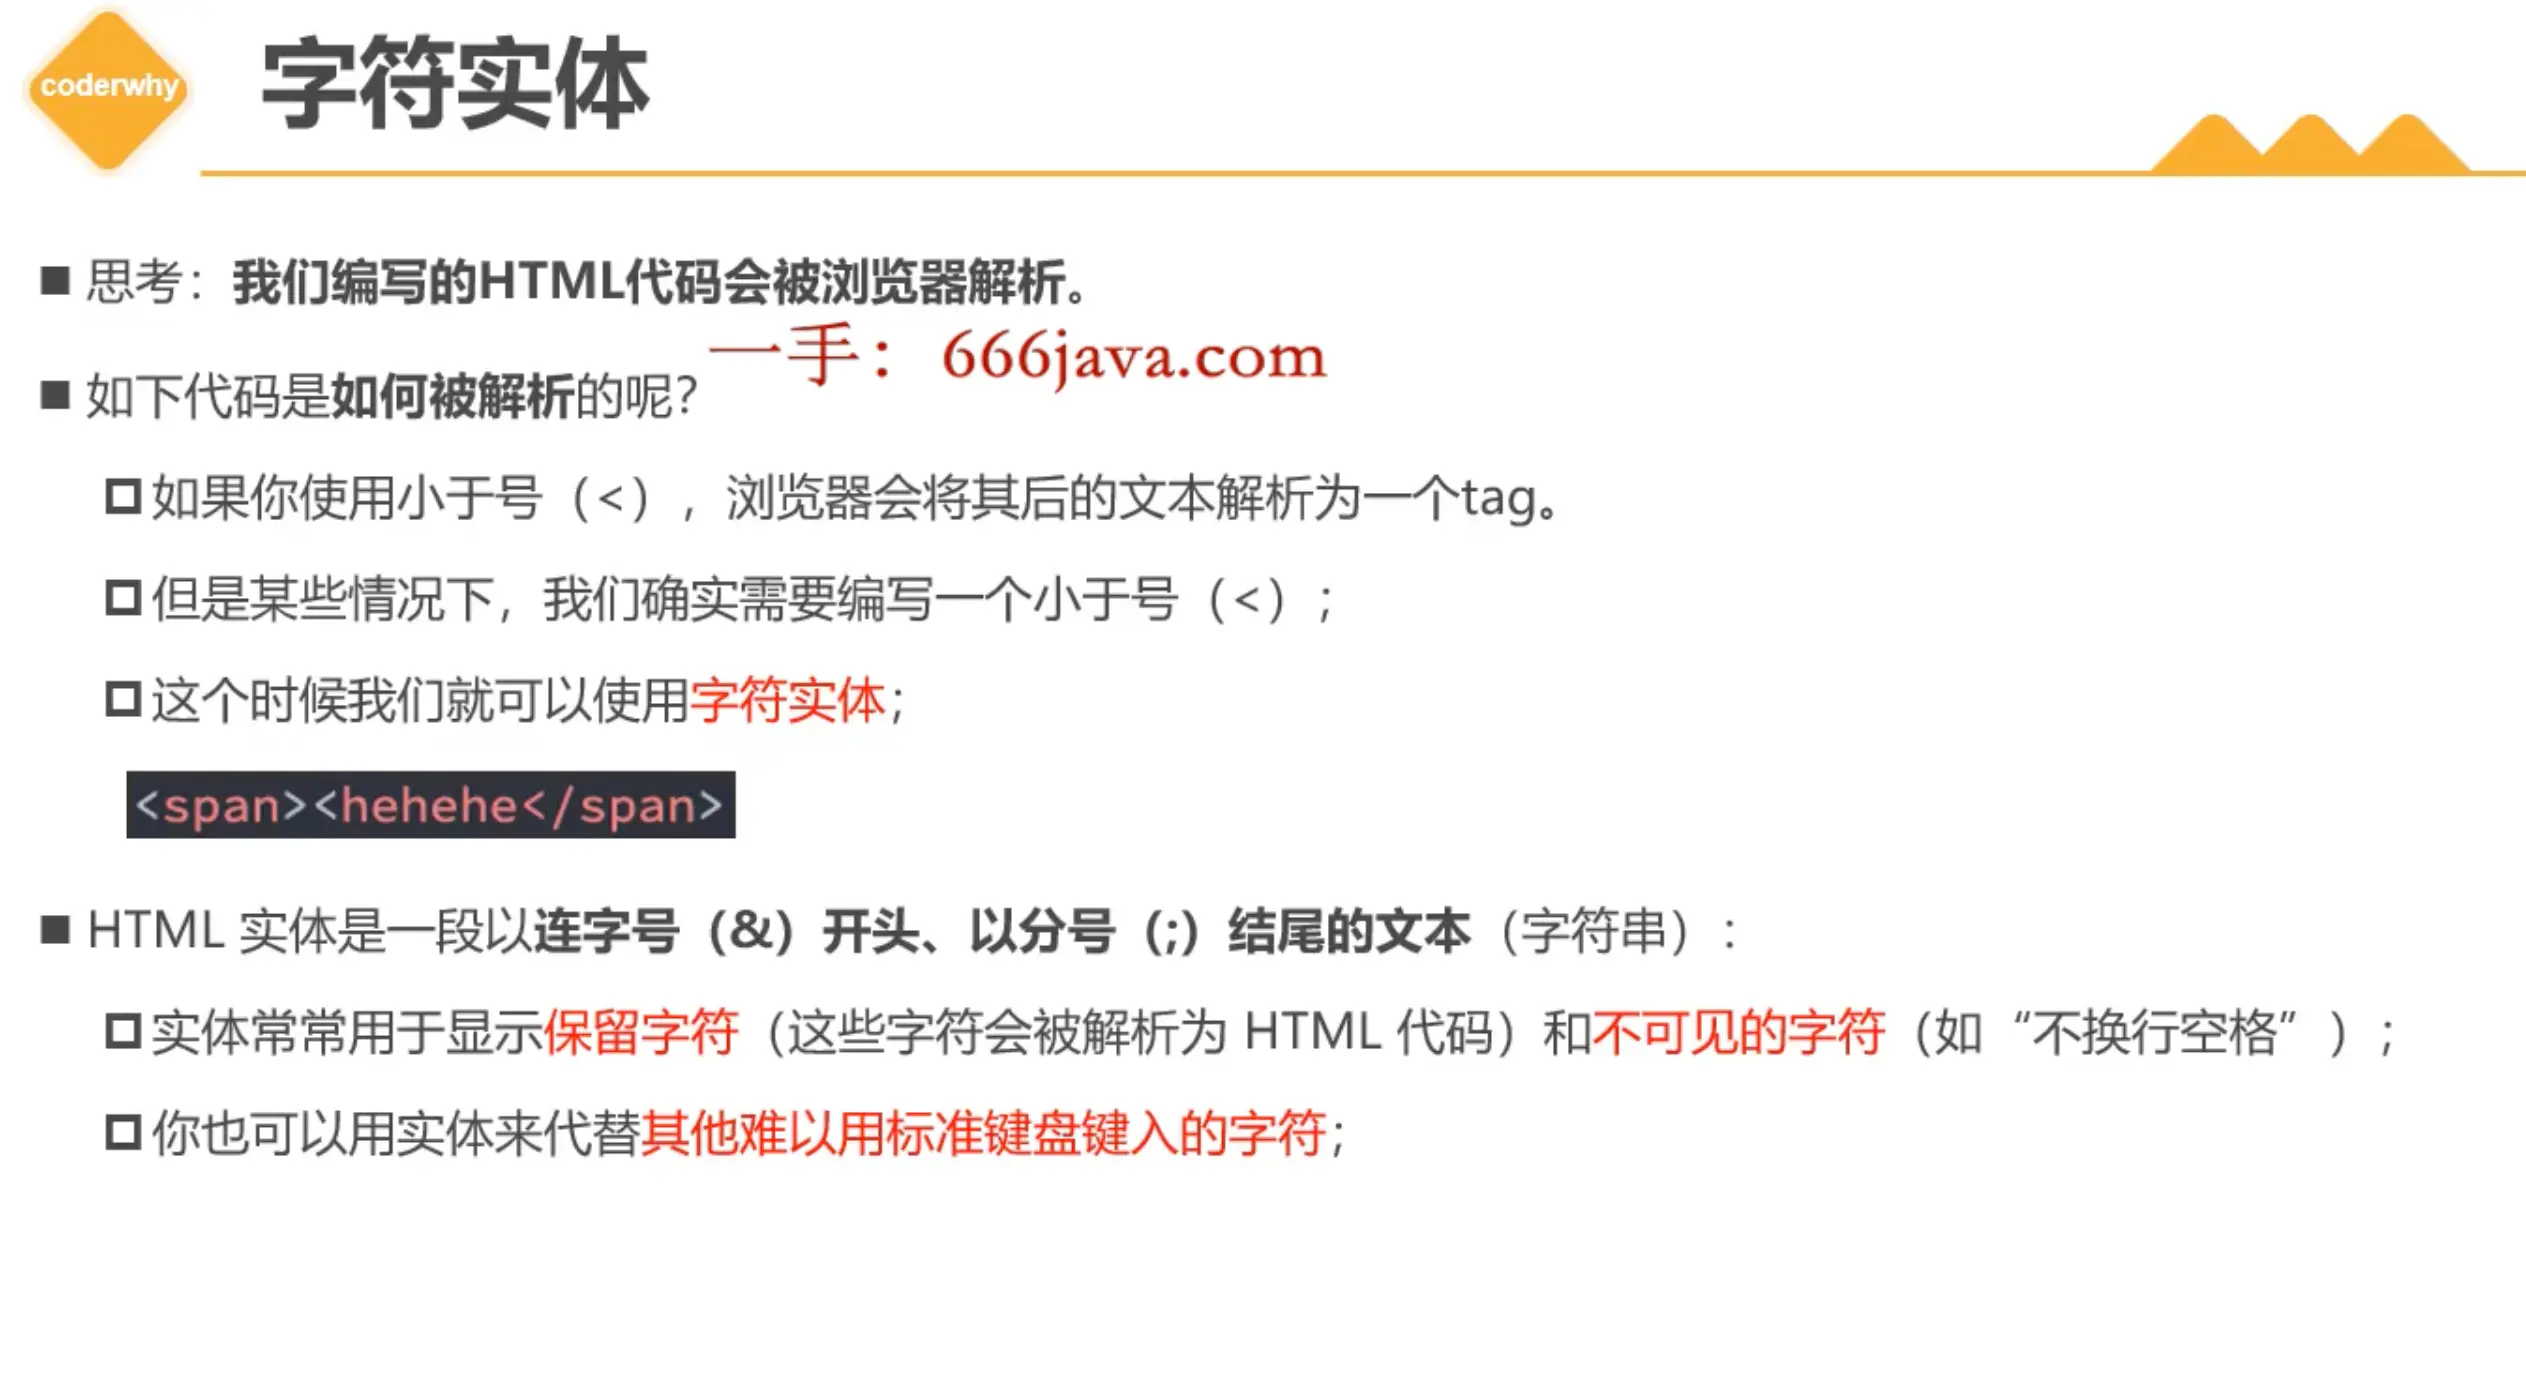 coderwhy
字符实体
思考：我们编写的HTML代码会被浏览器解析。
一手：666java.com
如下代码是如何被解析的呢？
如果你使用小于号（<），浏览器会将其后的文本解析为一个tag。
但是某些情况下，我们确实需要编写一个小于号（<）；
这个时候我们就可以使用字符实体；
<span><hehehe</span>
HTML 实体是一段以连字号（&）开头、以分号（;）结尾的文本（字符串）：
实体常常用于显示保留字符（这些字符会被解析为 HTML 代码）和不可见的字符（如“不换行空格”）；
你也可以用实体来代替其他难以用标准键盘键入的字符；